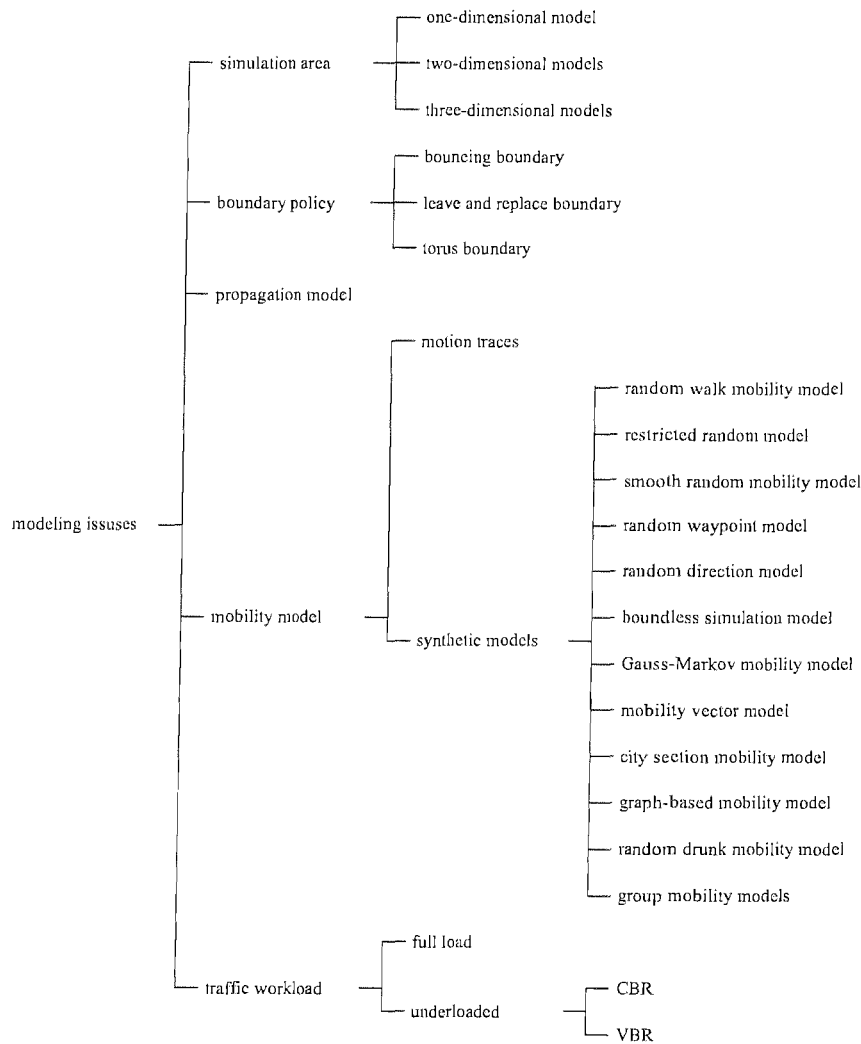 one-dimensional model
simulation area
two-dimensional models
three-dimensional models
bouncing boundary
boundary policy
leave and replace boundary
torus boundary
propagation model
motion traces
random walk mobility model
restricted random model
smooth random mobility model
modeling issuses
random waypoint model
random direction model
mobility model
boundless simulation model
synthetic models
Gauss-Markov mobility model
mobility vector model
city section mobility model
graph-based mobility model
random drunk mobility model
group mobility models
full load
traffic workload
underloaded
CBR
VBR